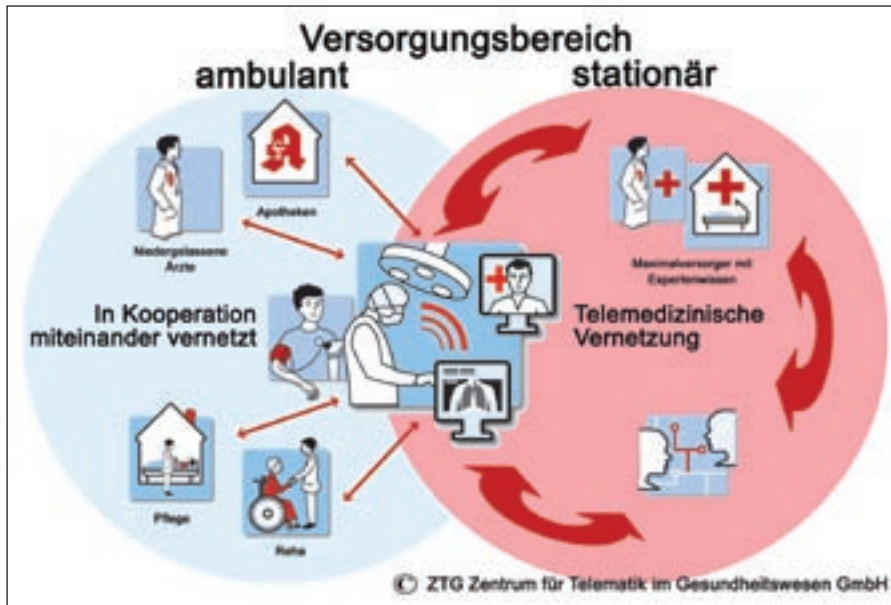 Versorgungsbereich
ambulant
stationär
Apotheken
Niedergelassene
Ärzte
Maximalversorger mit
Expertenwissen
In Kooperation
miteinander vernetzt
Telemedizinische
Vernetzung
Pflege
Reha
© ZTG Zentrum für Telematik im Gesundheitswesen GmbH